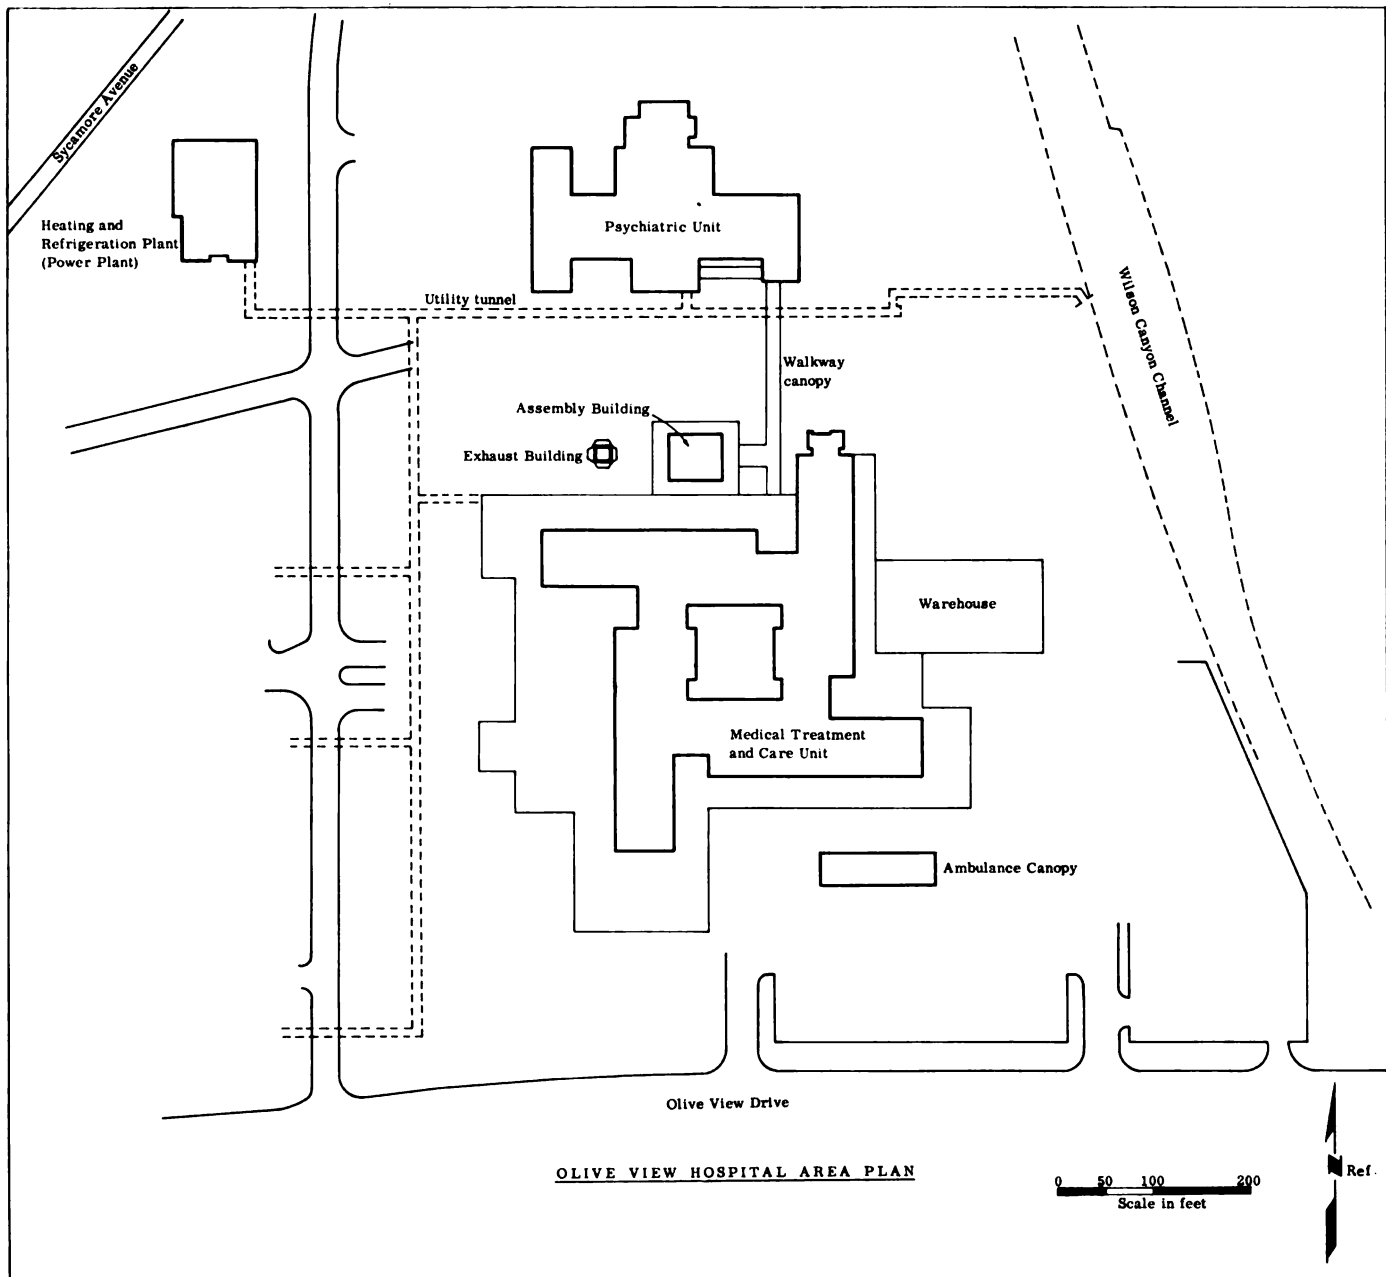 Sycamore Avenue
Heating and
Refrigeration Plant
(Power Plant)
Psychiatric Unit
Utility tunnel
Wilson Canyon Channel
Walkway
canopy
Assembly Building
Exhaust Building
Warehouse
Medical Treatment
and Care Unit
Ambulance Canopy
Olive View Drive
OLIVE VIEW HOSPITAL AREA PLAN
0 50 100 200
Scale in feet
N Ref.